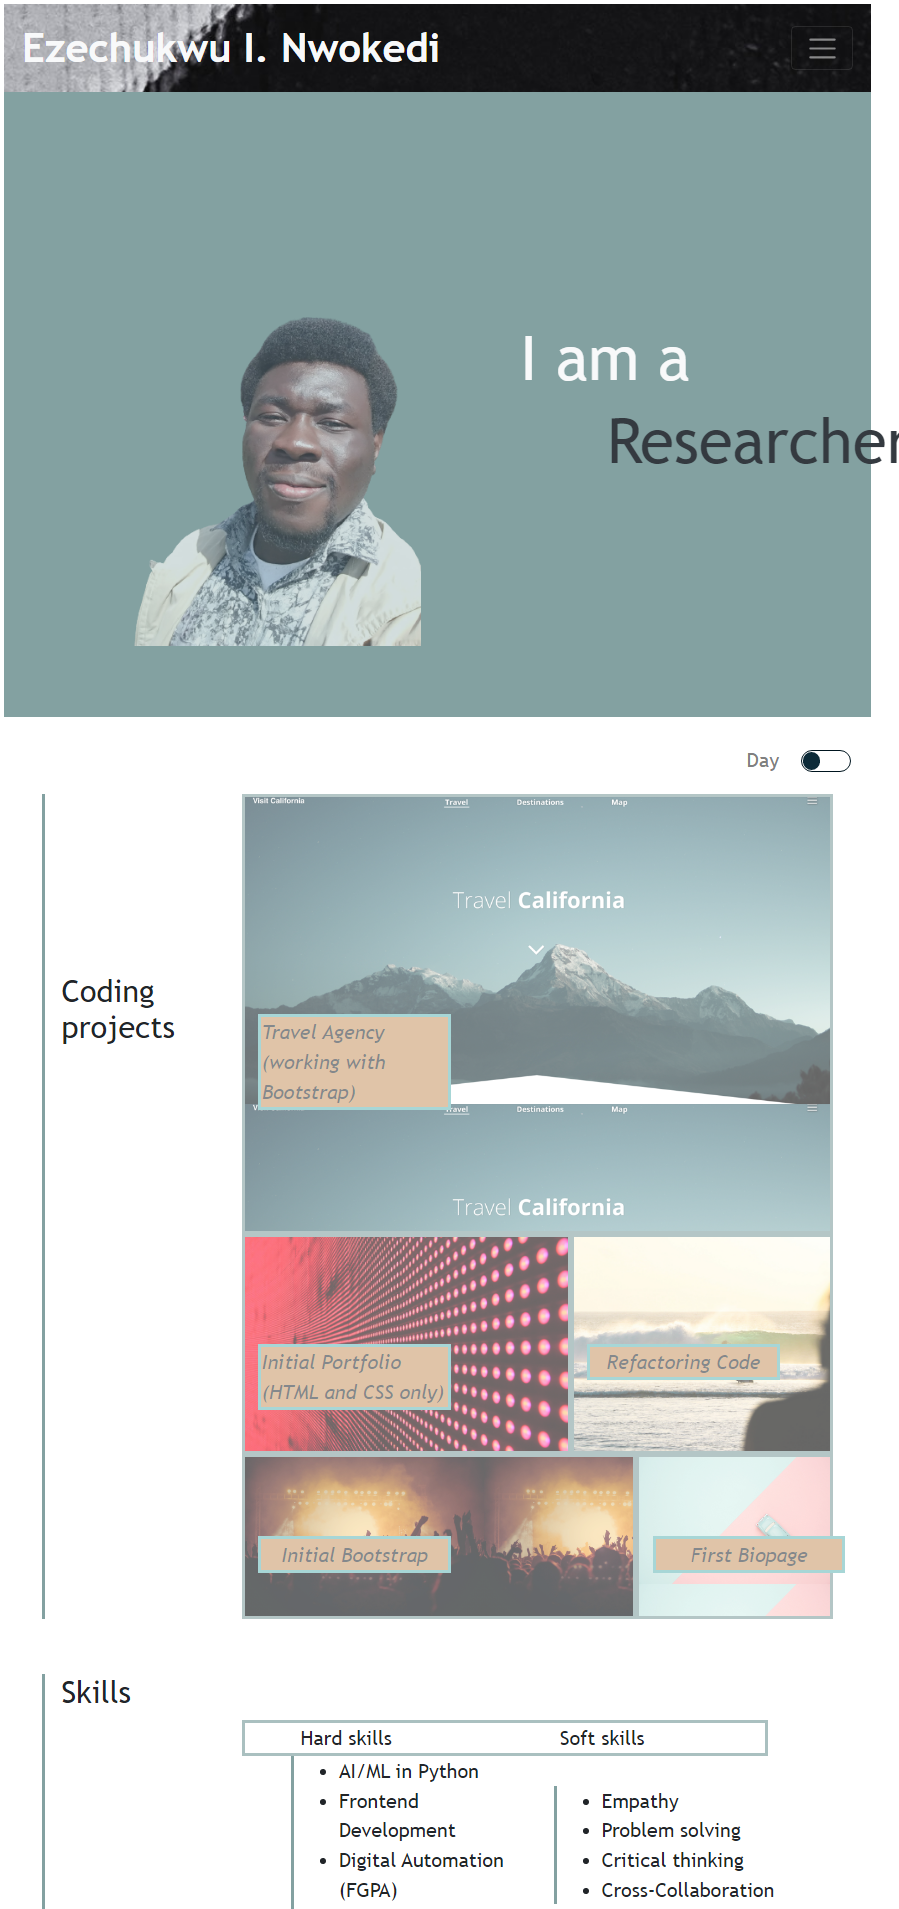 Ezechukwu I. Nwokedi
I am a
Researcher
Day
Coding
projects
Visit California
Travel
Destinations
Map
Travel California
Travel Agency
(working with
Bootstrap)
Travel
Destinations
Map
Travel California
Initial Portfolio
(HTML and CSS only)
Refactoring Code
Initial Bootstrap
First Biopage
Skills
Hard skills
Soft skills
• AI/ML in Python
• Frontend
Development
• Digital Automation
(FGPA)
• Empathy
• Problem solving
• Critical thinking
• Cross-Collaboration